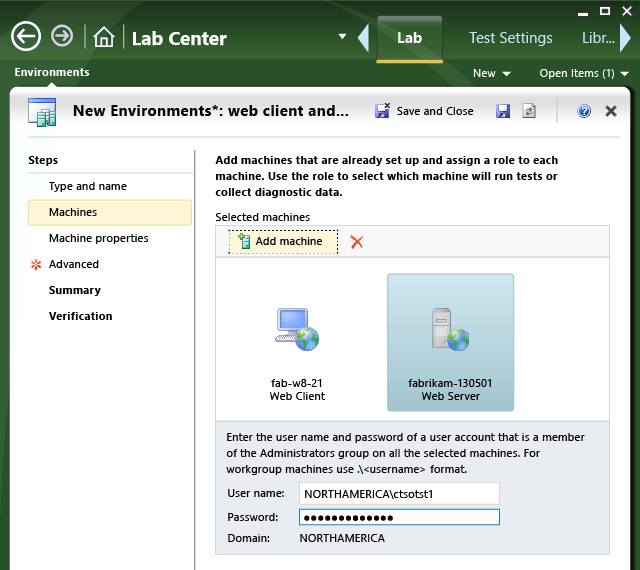 Lab Center
Lab
Test Settings
Libr...
Environments
New
Open Items (1)
New Environments*: web client and...
Save and Close
Steps
Type and name
Machines
Machine properties
Advanced
Summary
Verification
Add machines that are already set up and assign a role to each
machine. Use the role to select which machine will run tests or
collect diagnostic data.
Selected machines
Add machine
fab-w8-21
Web Client
fabrikam-130501
Web Server
Enter the user name and password of a user account that is a member
of the Administrators group on all the selected machines. For
workgroup machines use .\<username> format.
User name: NORTHAMERICA\ctsotst1
Password: ●●●●●●●●●●●●●
Domain: NORTHAMERICA